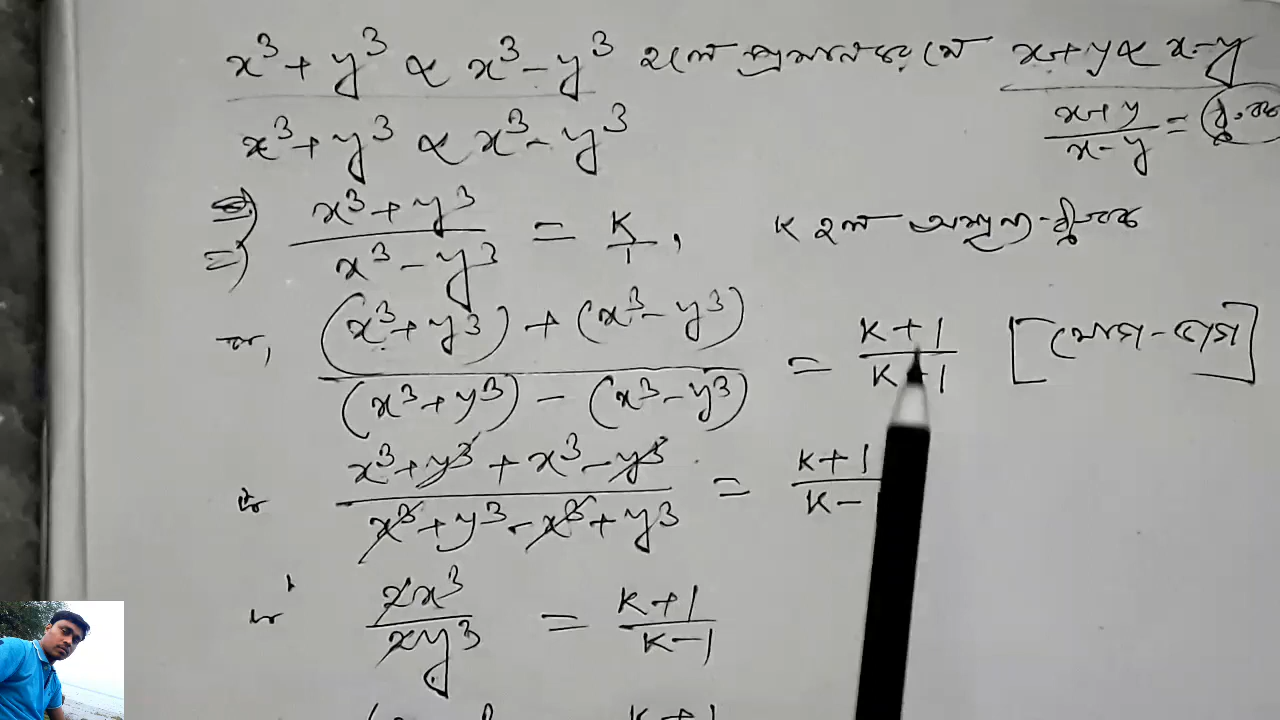 x³+y³ ∝ x³-y³ হলে প্রমাণ কর যে x+y ∝ x-y
x³+y³ ∝ x³-y³
(x+y)/(x-y) =
=) (x³+y³)/(x³-y³) = K/1, K হল অশূন্য ধ্রুবক
বা, ((x³+y³)+(x³-y³))/((x³+y³)-(x³-y³)) = (K+1)/(K-1) [যোগ-ভাগ]
বা (x³+y³+x³-y³)/(x³+y³-x³+y³) = (K+1)/(K-
বা 2x³/2y³ = (K+1)/(K-1)
K+1